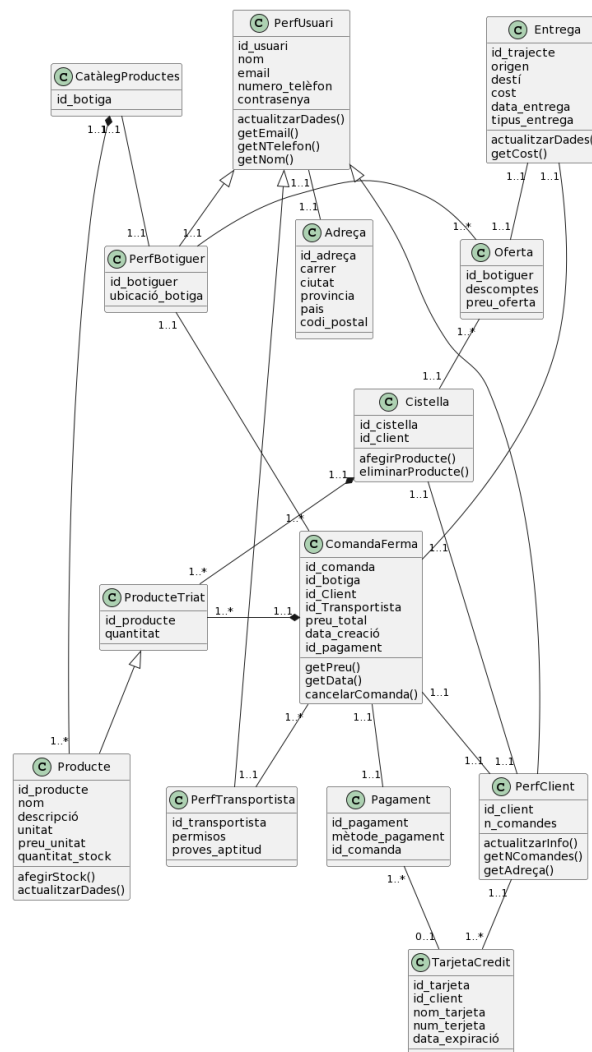 C PerfUsuari
id_usuari
nom
email
numero_telèfon
contrasenya
actualitzarDades()
getEmail()
getNTelefon()
getNom()
C Entrega
id_trajecte
origen
destí
cost
data_entrega
tipus_entrega
actualitzarDades()
getCost()
C CatàlegProductes
id_botiga
1..1
1..1
1..1
1..1
1..1
1..1
1..1
1..1
1..1
1..*
1..1
C PerfBotiguer
id_botiguer
ubicació_botiga
C Adreça
id_adreça
carrer
ciutat
provincia
pais
codi_postal
C Oferta
id_botiguer
descomptes
preu_oferta
1..1
1..*
1..1
C Cistella
id_cistella
id_client
afegirProducte()
eliminarProducte()
1..1
1..1
1..*
1..1
1..*
C ComandaFerma
id_comanda
id_botiga
id_Client
id_Transportista
preu_total
data_creació
id_pagament
getPreu()
getData()
cancelarComanda()
C ProducteTriat
id_producte
quantitat
1..*
1..1
1..1
1..*
1..1
1..*
1..1
1..1
1..1
1..1
C Producte
id_producte
nom
descripció
unitat
preu_unitat
quantitat_stock
afegirStock()
actualitzarDades()
C PerfTransportista
id_transportista
permisos
proves_aptitud
C Pagament
id_pagament
mètode_pagament
id_comanda
C PerfClient
id_client
n_comandes
actualitzarInfo()
getNComandes()
getAdreça()
1..*
1..1
0..1
1..*
C TarjetaCredit
id_tarjeta
id_client
nom_tarjeta
num_terjeta
data_expiració